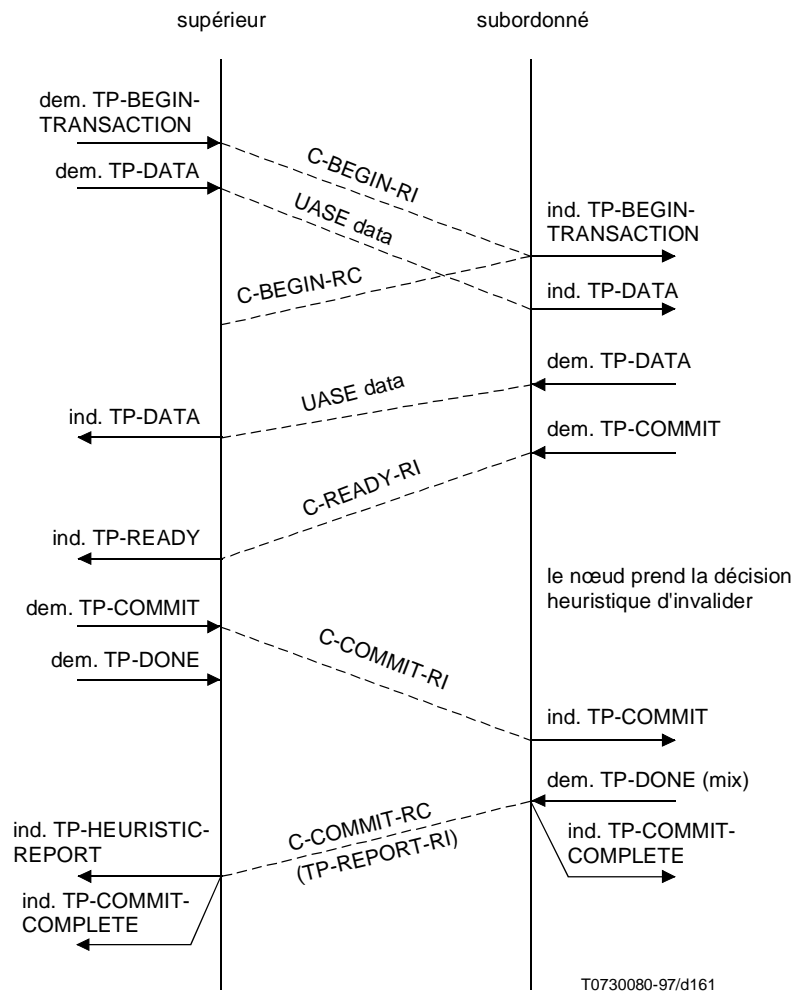 supérieur
subordonné
dem. TP-BEGIN-
TRANSACTION
dem. TP-DATA
C-BEGIN-RI
UASE data
ind. TP-BEGIN-
TRANSACTION
C-BEGIN-RC
ind. TP-DATA
dem. TP-DATA
UASE data
ind. TP-DATA
dem. TP-COMMIT
C-READY-RI
ind. TP-READY
le nœud prend la décision
heuristique d'invalider
dem. TP-COMMIT
C-COMMIT-RI
dem. TP-DONE
ind. TP-COMMIT
dem. TP-DONE (mix)
C-COMMIT-RC
(TP-REPORT-RI)
ind. TP-HEURISTIC-
REPORT
ind. TP-COMMIT-
COMPLETE
ind. TP-COMMIT-
COMPLETE
T0730080-97/d161